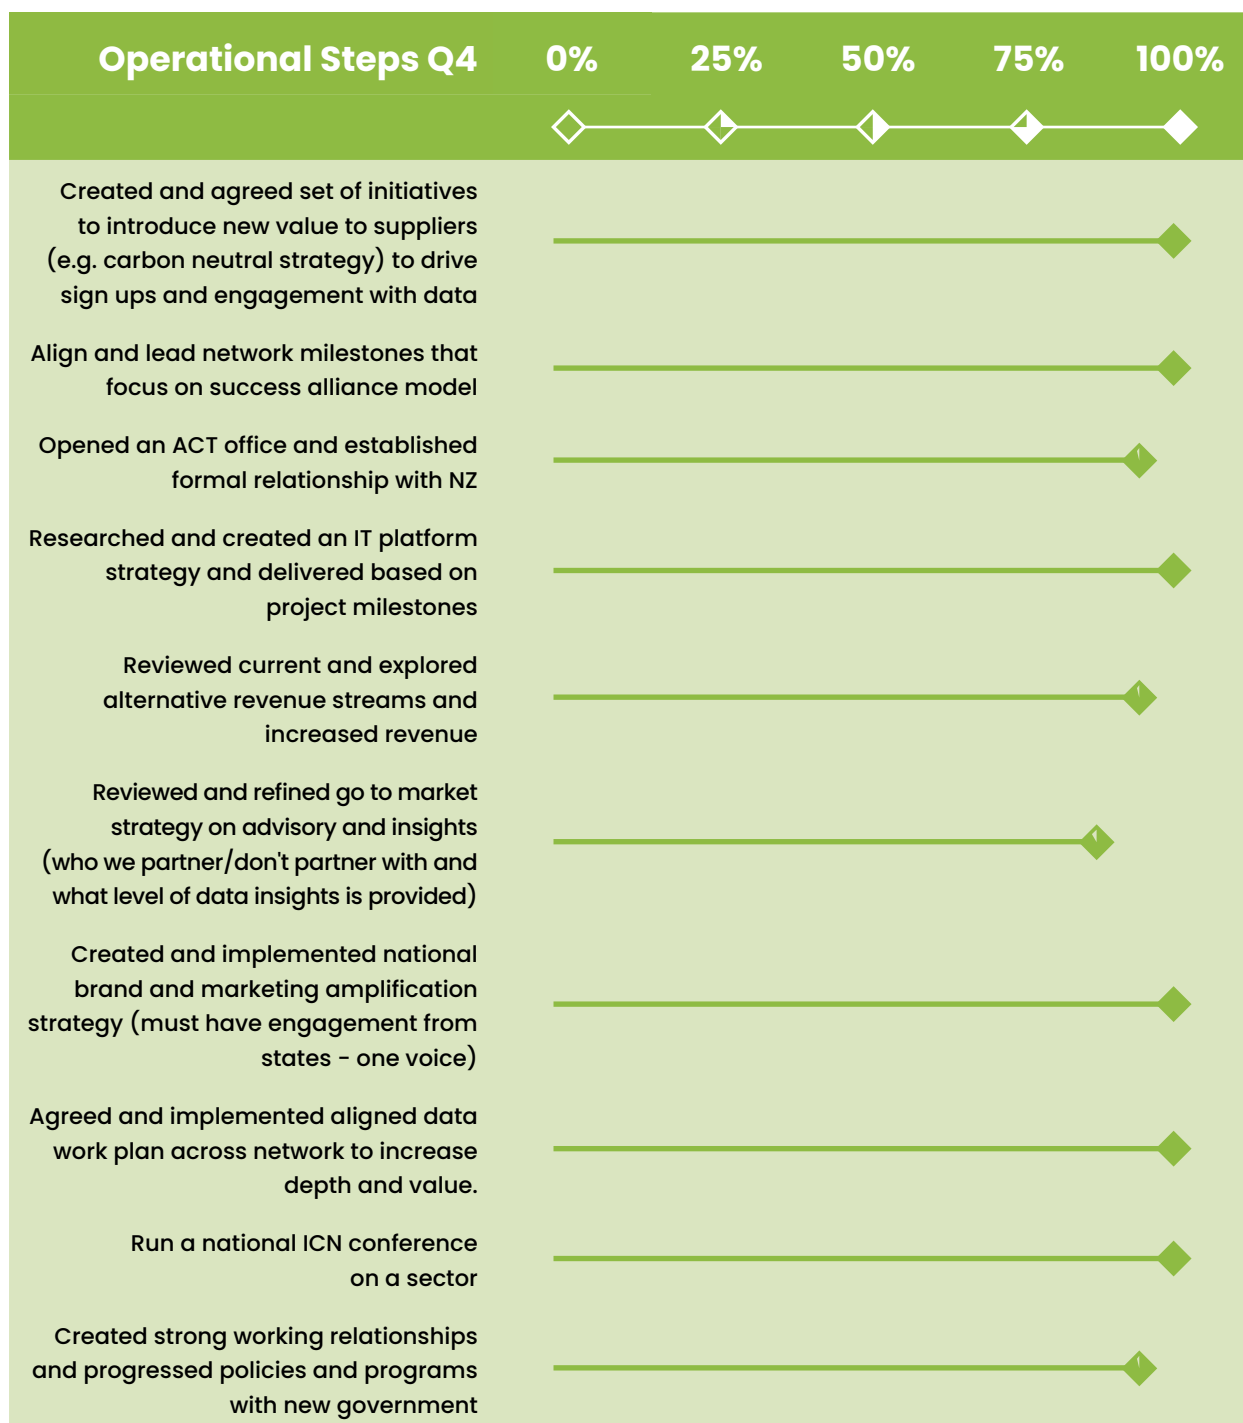 Operational Steps Q4 0% 25% 50% 75% 100%
Created and agreed set of initiatives
to introduce new value to suppliers
(e.g. carbon neutral strategy) to drive
sign ups and engagement with data
Align and lead network milestones that
focus on success alliance model
Opened an ACT office and established
formal relationship with NZ
Researched and created an IT platform
strategy and delivered based on
project milestones
Reviewed current and explored
alternative revenue streams and
increased revenue
Reviewed and refined go to market
strategy on advisory and insights
(who we partner/don't partner with and
what level of data insights is provided)
Created and implemented national
brand and marketing amplification
strategy (must have engagement from
states - one voice)
Agreed and implemented aligned data
work plan across network to increase
depth and value.
Run a national ICN conference
on a sector
Created strong working relationships
and progressed policies and programs
with new government